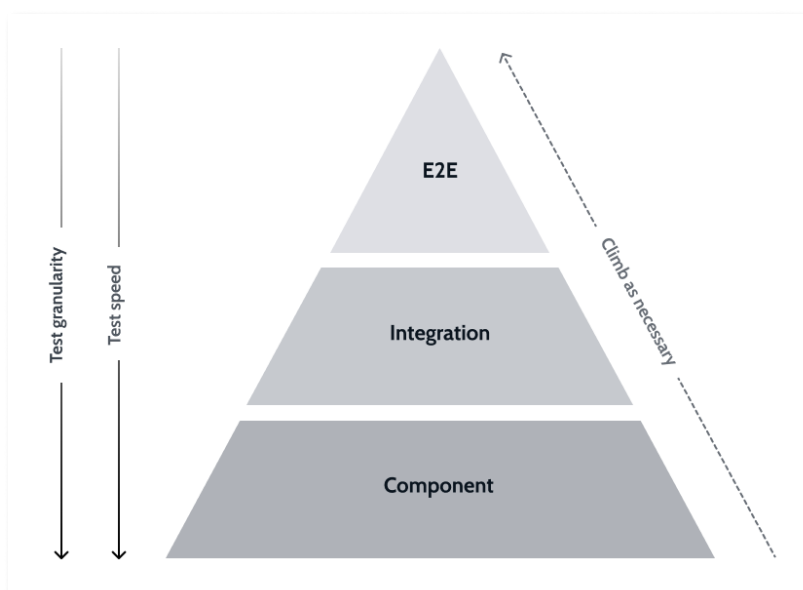 E2E
Integration
Component
Test granularity
Test speed
Climb as necessary